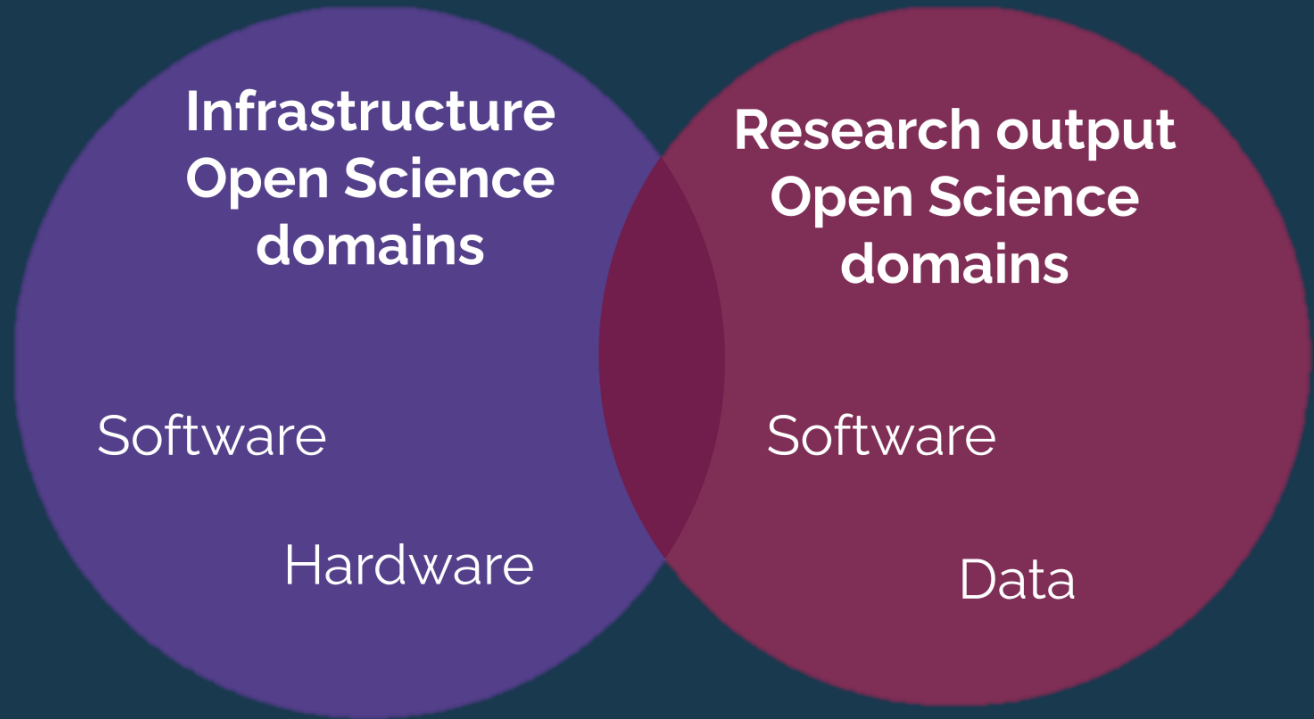 Infrastructure
Open Science
domains
Software
Hardware
Research output
Open Science
domains
Software
Data